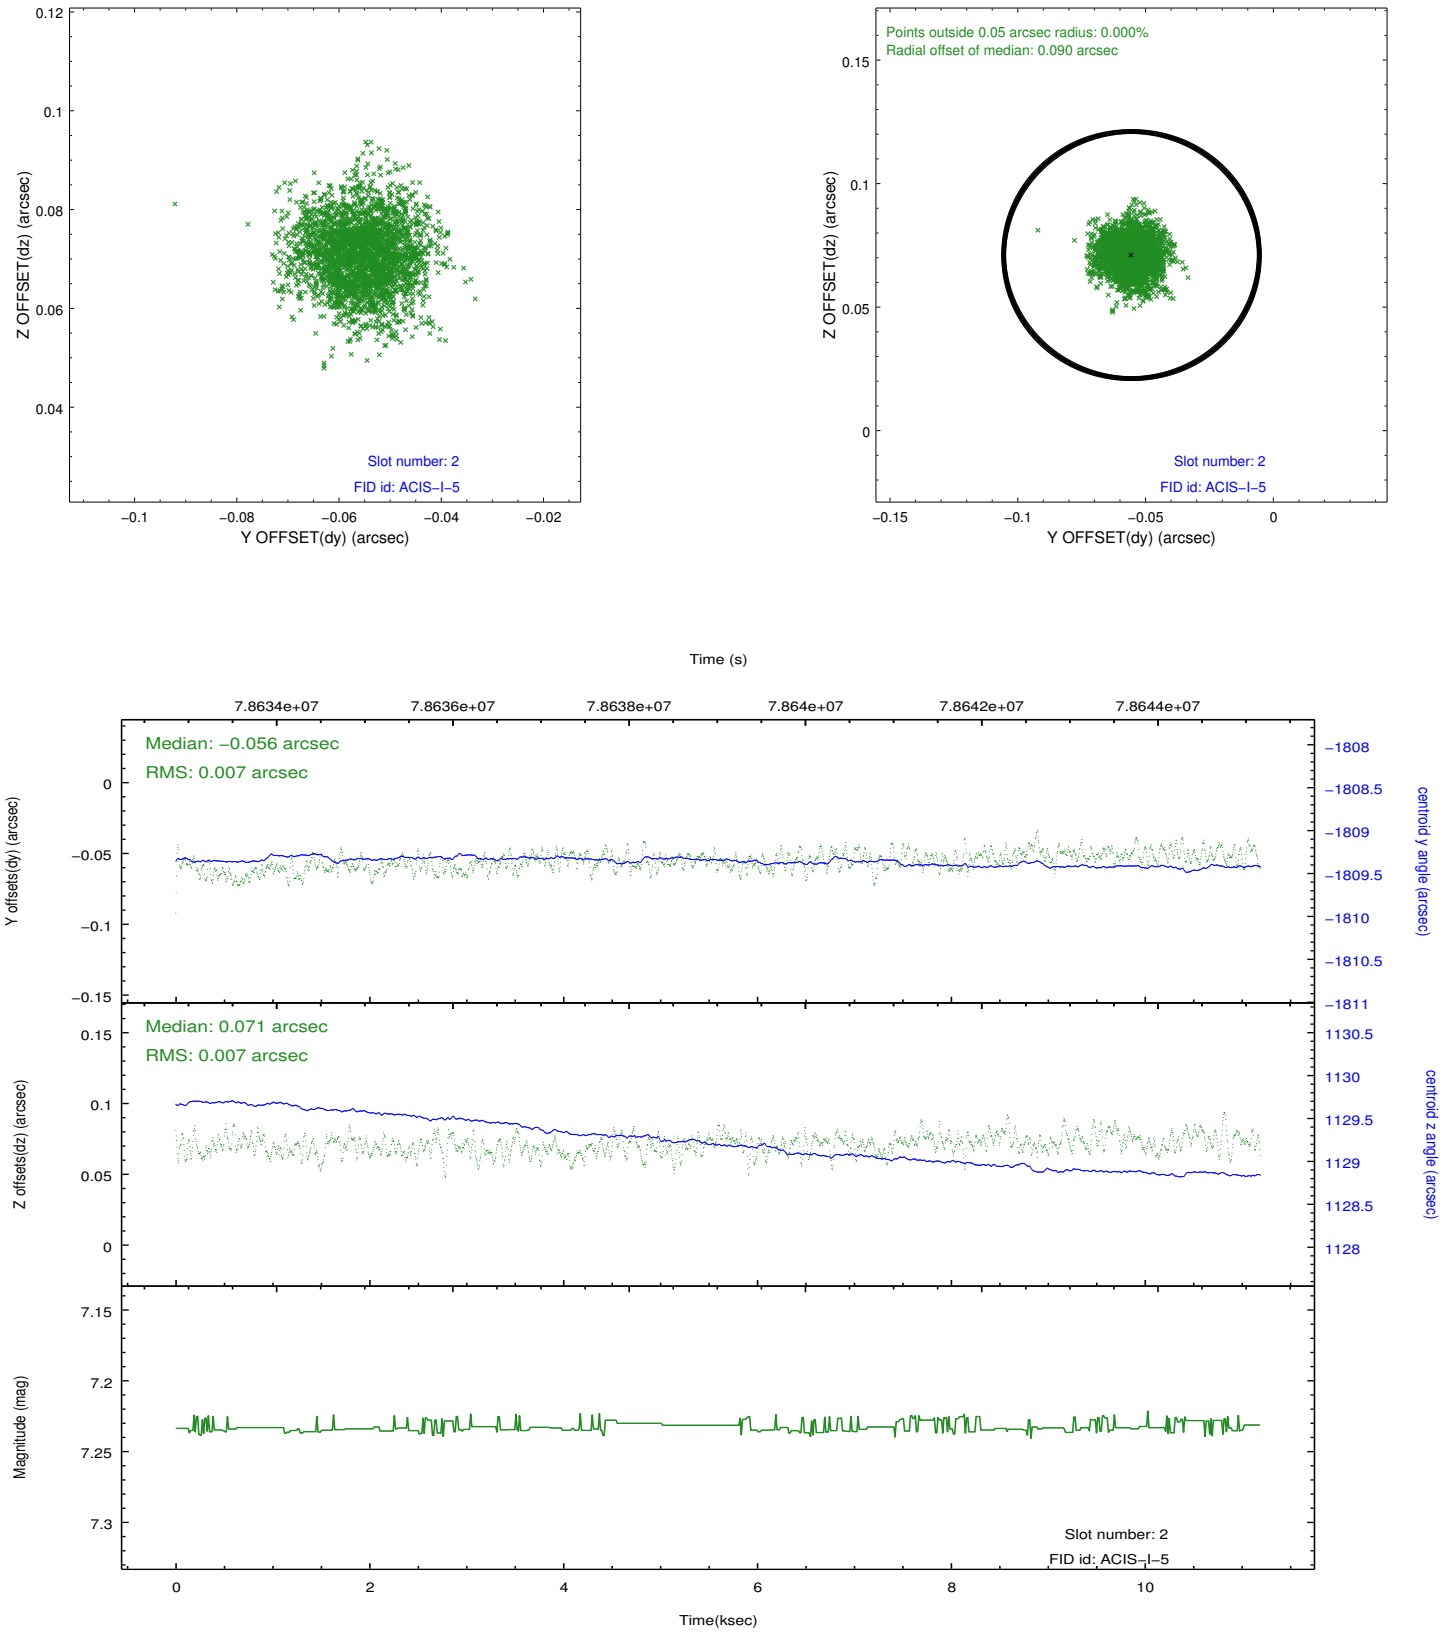 0.12
0.1
0.08
0.06
0.04
Z OFFSET(dz) (arcsec)
Slot number: 2
FID id: ACIS−I−5
−0.1
−0.08
−0.06
−0.04
−0.02
Y OFFSET(dy) (arcsec)
Points outside 0.05 arcsec radius: 0.000%
Radial offset of median: 0.090 arcsec
0.15
0.1
0.05
0
Z OFFSET(dz) (arcsec)
Slot number: 2
FID id: ACIS−I−5
−0.15
−0.1
−0.05
0
Y OFFSET(dy) (arcsec)
Time (s)
7.8634e+07
7.8636e+07
7.8638e+07
7.864e+07
7.8642e+07
7.8644e+07
Median: −0.056 arcsec
RMS: 0.007 arcsec
0
−0.05
−0.1
−0.15
Y offsets(dy) (arcsec)
−1808
−1808.5
−1809
−1809.5
−1810
−1810.5
−1811
centroid y angle (arcsec)
Median: 0.071 arcsec
RMS: 0.007 arcsec
0.15
0.1
0.05
0
Z offsets(dz) (arcsec)
1130.5
1130
1129.5
1129
1128.5
1128
centroid z angle (arcsec)
7.15
7.2
7.25
7.3
Magnitude (mag)
Slot number: 2
FID id: ACIS−I−5
0
2
4
6
8
10
Time(ksec)